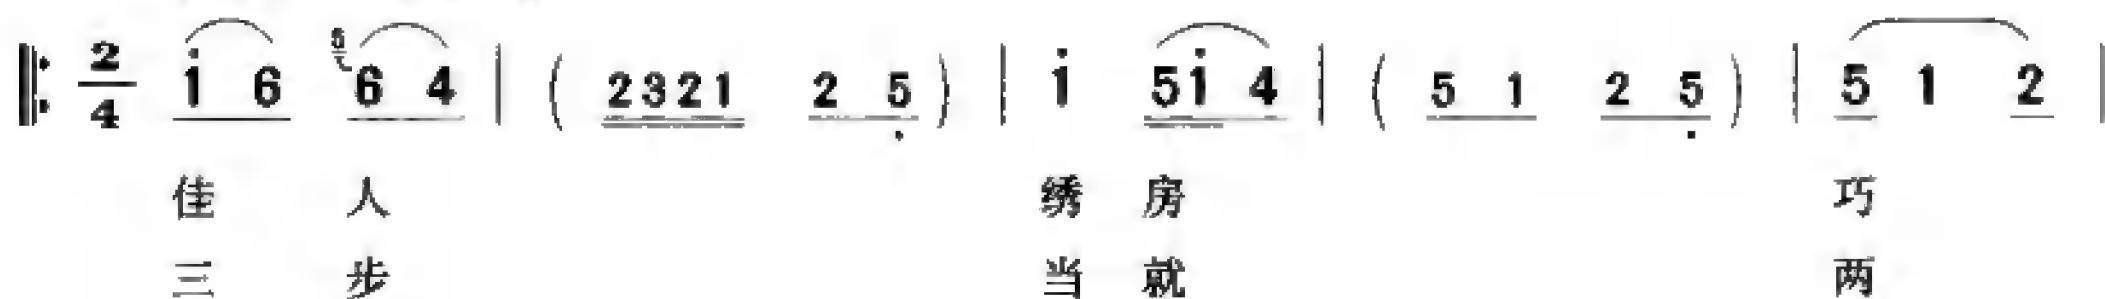 2/4 i 6 5 6 4 | ( 2321 2 5 ) | i 5i 4 | ( 5 1 2 5 ) | 5 1 2 |
佳 人 绣 房 巧
三 步 当 就 两